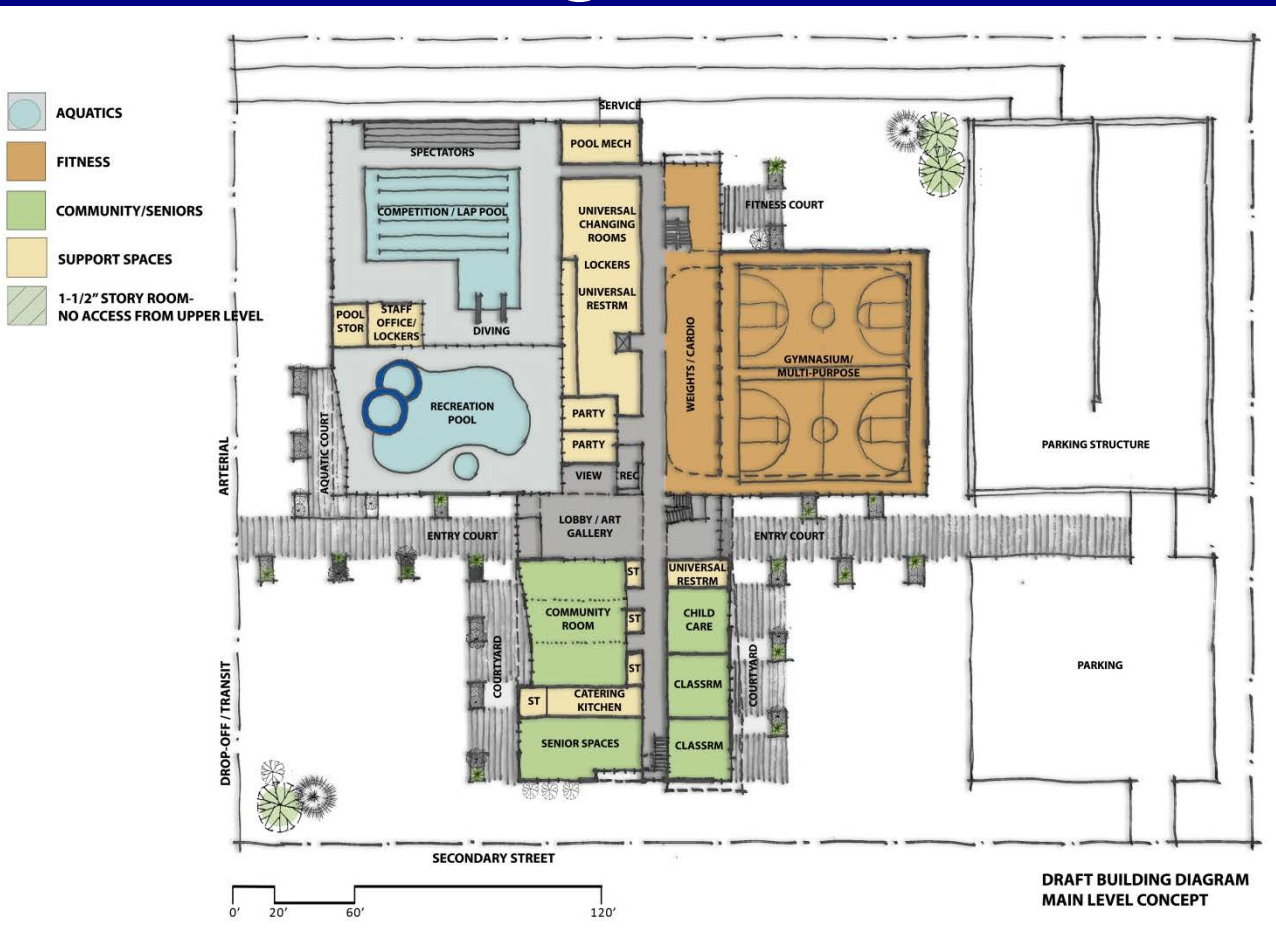 AQUATICS
FITNESS
COMMUNITY/SENIORS
SUPPORT SPACES
1-1/2” STORY ROOM-
NO ACCESS FROM UPPER LEVEL
SERVICE
POOL MECH
SPECTATORS
COMPETITION / LAP POOL
UNIVERSAL
CHANGING
ROOMS
LOCKERS
UNIVERSAL
RESTRM
FITNESS COURT
POOL
STOR
STAFF
OFFICE/
LOCKERS
DIVING
WEIGHTS / CARDIO
GYMNASIUM/
MULTI-PURPOSE
RECREATION
POOL
PARTY
PARTY
VIEW
REC
AQUATIC COURT
ARTERIAL
PARKING STRUCTURE
LOBBY / ART
GALLERY
ENTRY COURT
ENTRY COURT
ST
UNIVERSAL
RESTRM
COMMUNITY
ROOM
ST
CHILD
CARE
ST
COURTYARD
COURTYARD
CLASSRM
ST
CATERING
KITCHEN
SENIOR SPACES
CLASSRM
PARKING
DROP-OFF / TRANSIT
SECONDARY STREET
0’
20’
60’
120’
DRAFT BUILDING DIAGRAM
MAIN LEVEL CONCEPT